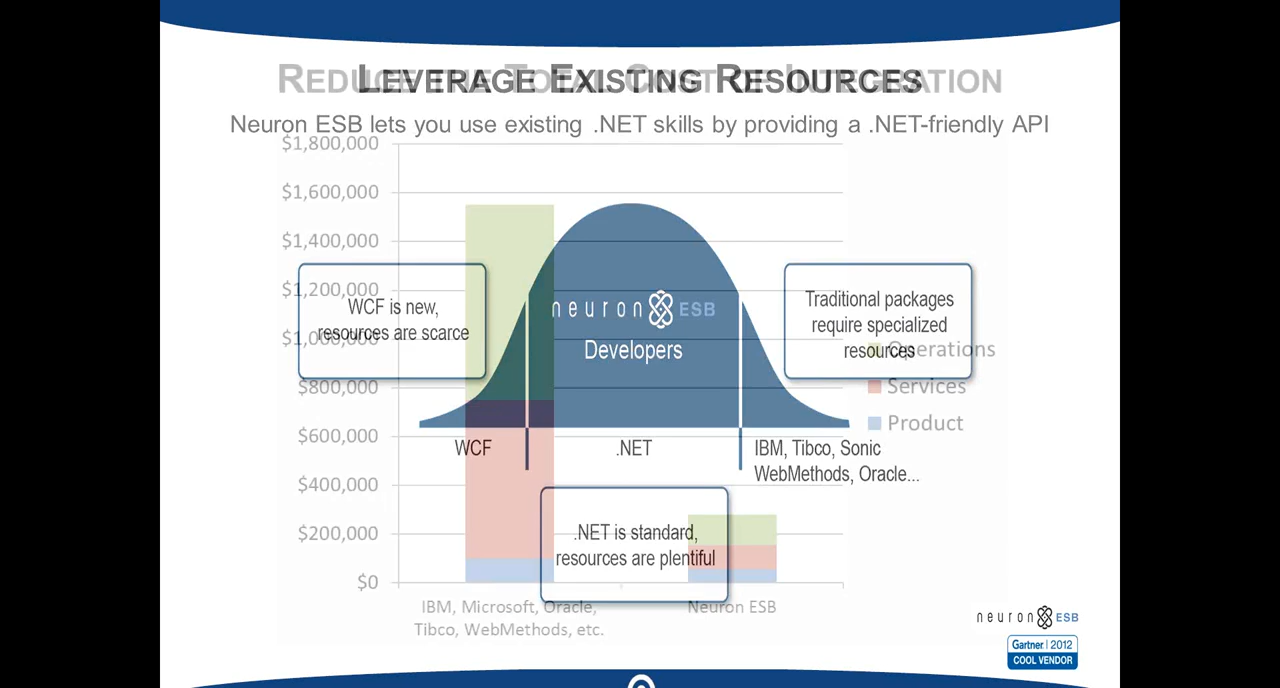 REDUCE THE TOTAL COST OF INTEGRATION
LEVERAGE EXISTING RESOURCES
Neuron ESB lets you use existing .NET skills by providing a .NET-friendly API
$1,800,000
$1,600,000
$1,400,000
$1,200,000
$1,000,000
$800,000
$600,000
$400,000
$200,000
$0
WCF is new,
resources are scarce
neuron ESB
Developers
Traditional packages
require specialized
resources
Operations
Services
Product
WCF
.NET
IBM, Tibco, Sonic
WebMethods, Oracle...
.NET is standard,
resources are plentiful
IBM, Microsoft, Oracle,
Tibco, WebMethods, etc.
Neuron ESB
neuron ESB
Gartner | 2012
COOL VENDOR